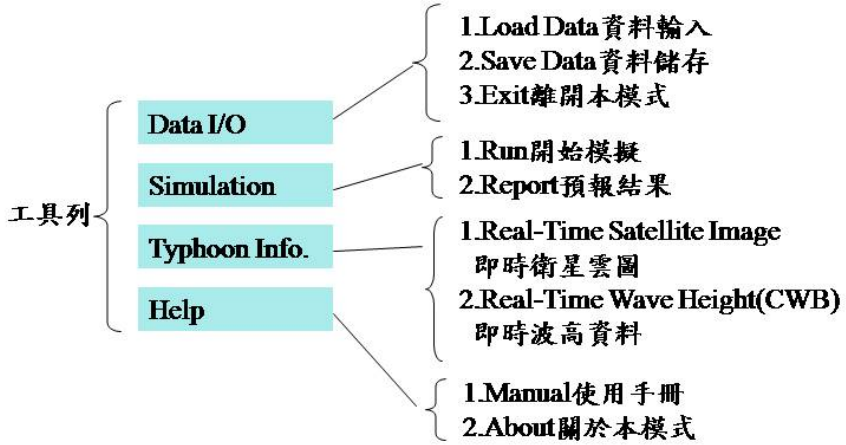 工具列
Data I/O
1.Load Data資料輸入
2.Save Data資料儲存
3.Exit離開本模式
Simulation
1.Run開始模擬
2.Report預報結果
Typhoon Info.
1.Real-Time Satellite Image
即時衛星雲圖
2.Real-Time Wave Height(CWB)
即時波高資料
Help
1.Manual使用手冊
2.About關於本模式